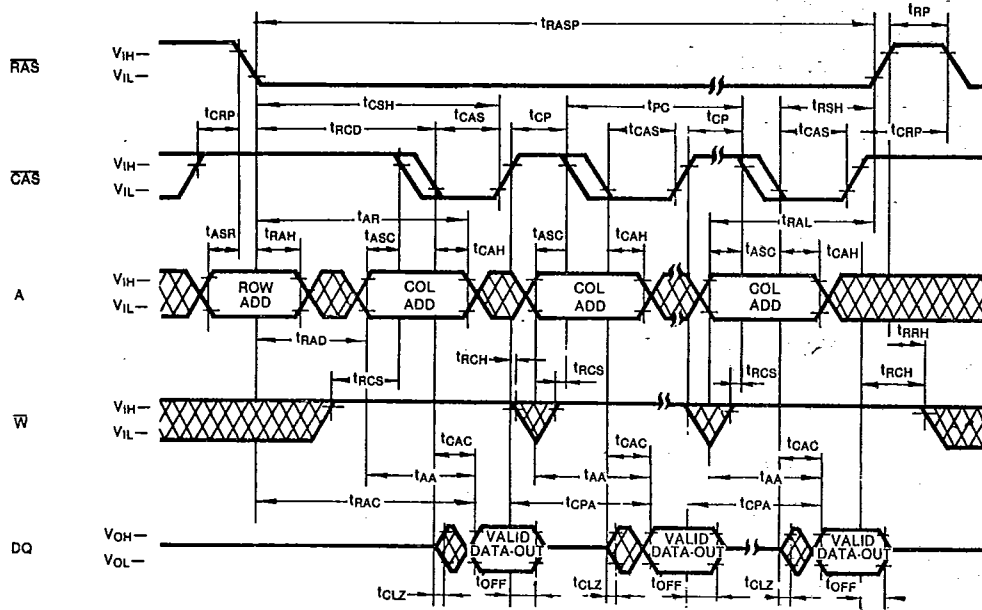 tRASP tRP
RAS VIH VIL
tCSH tPC tRSH
tCRP tRCD tCAS tCP tCAS tCP tCAS tCRP
CAS VIH VIL
tAR tRAL
tASR tRAH tASC tCAH tASC tCAH tASC tCAH
A VIH VIL
ROW ADD
COL ADD
COL ADD
COL ADD
tRAD tRCH tRRH
tRCS tRCS tRCS tRCH
W VIH VIL
tCAC tCAC tCAC
tAA tAA tAA
tRAC tCPA tCPA
DQ VOH VOL
VALID DATA-OUT
VALID DATA-OUT
VALID DATA-OUT
tCLZ tOFF tCLZ tOFF tCLZ tOFF